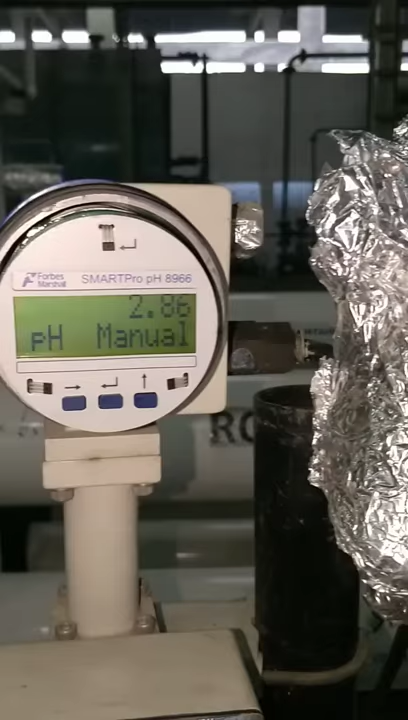 Forbes
Marshall
SMARTPro pH 8966
2.86
pH Manual
RO